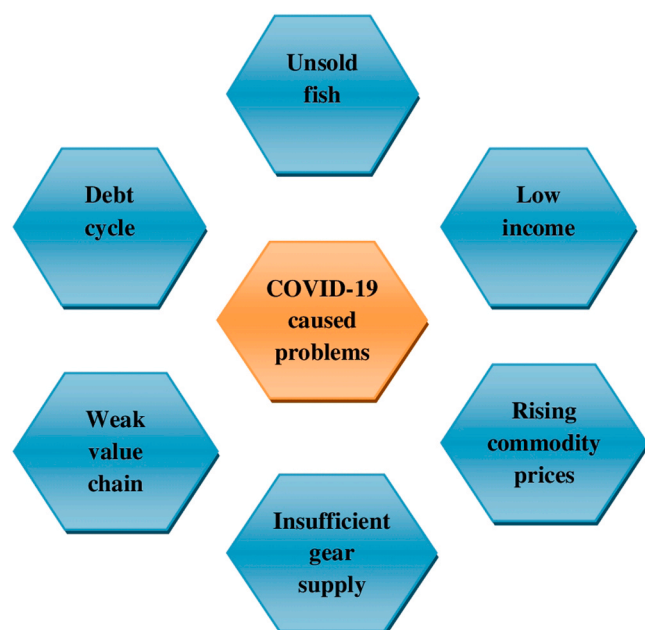 Unsold
fish
Debt
cycle
Low
income
COVID-19
caused
problems
Weak
value
chain
Rising
commodity
prices
Insufficient
gear
supply